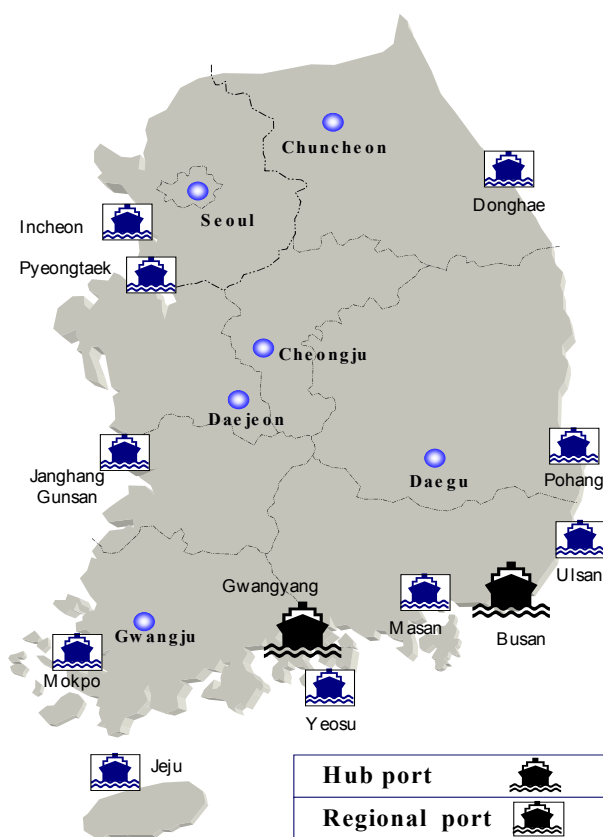 Chuncheon
Donghae
Seoul
Incheon
Pyeongtaek
Cheongju
Daejeon
Janghang
Gunsan
Daegu
Pohang
Ulsan
Gwangyang
Masan
Busan
Gwangju
Mokpo
Yeosu
Jeju
Hub port
Regional port